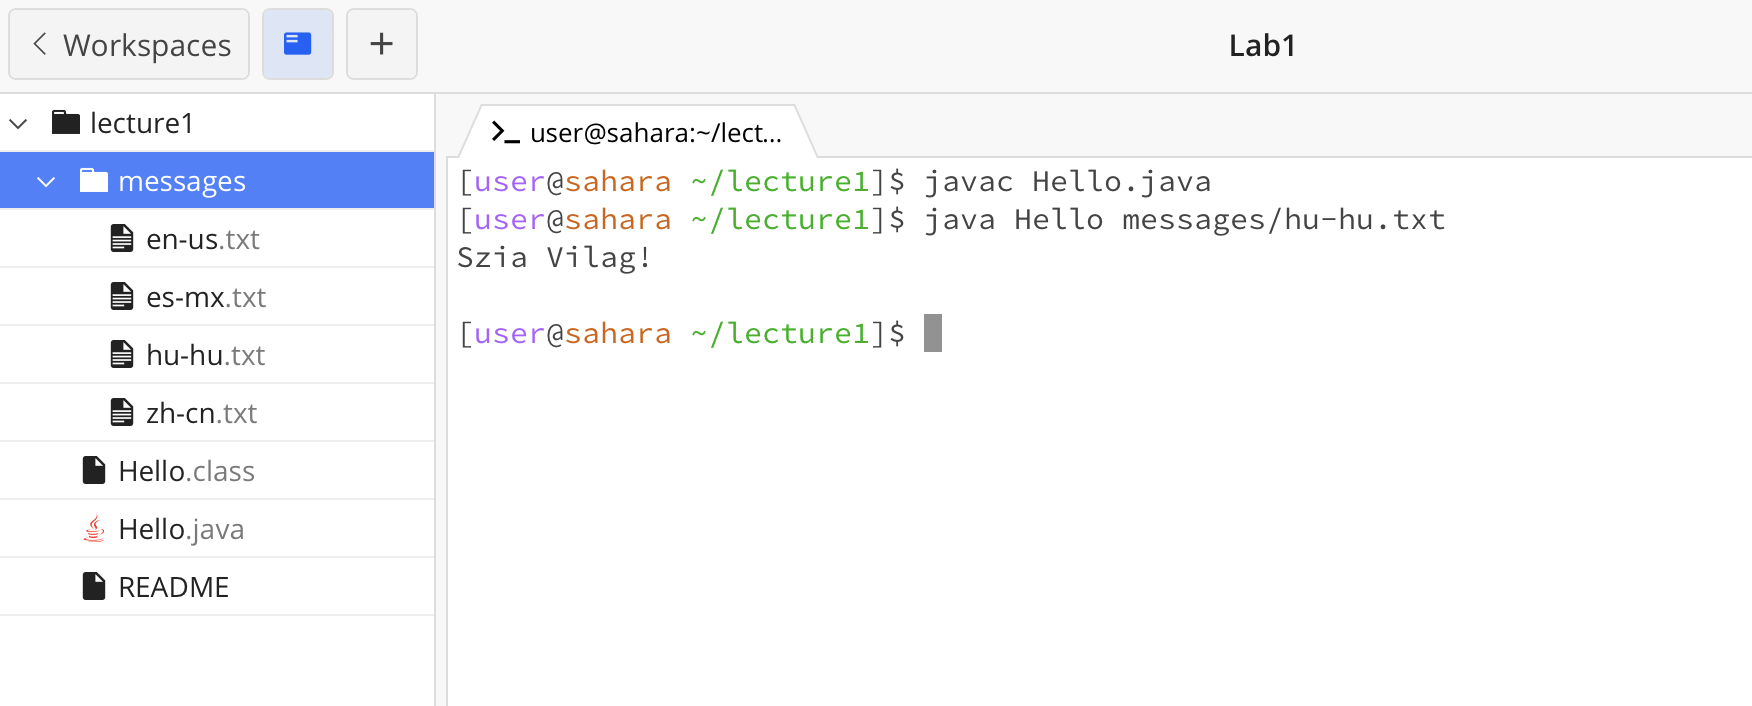 Workspaces
Lab1
lecture1
messages
en-us.txt
es-mx.txt
hu-hu.txt
zh-cn.txt
Hello.class
Hello.java
README
user@sahara:~/lect...
[user@sahara ~/lecture1]$ javac Hello.java
[user@sahara ~/lecture1]$ java Hello messages/hu-hu.txt
Szia Vilag!
[user@sahara ~/lecture1]$